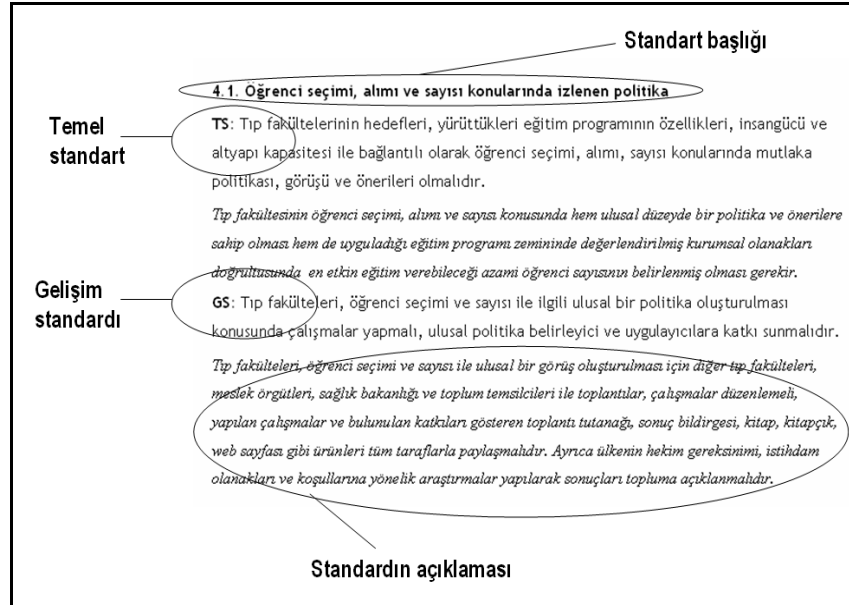 Standart başlığı
4.1. Öğrenci seçimi, alımı ve sayısı konularında izlenen politika
Temel
standart
TS: Tıp fakültelerinin hedefleri, yürüttükleri eğitim programının özellikleri, insangücü ve
altyapı kapasitesi ile bağlantılı olarak öğrenci seçimi, alımı, sayısı konularında mutlaka
politikası, görüşü ve önerileri olmalıdır.
Tıp fakültesinin öğrenci seçimi, alımı ve sayısı konusunda hem ulusal düzeyde bir politika ve önerilere
sahip olması hem de uyguladığı eğitim programı zemininde değerlendirilmiş kurumsal olanakları
doğrultusunda en etkin eğitim verebileceği azami öğrenci sayısının belirlenmiş olması gerekir.
Gelişim
standardı
GS: Tıp fakülteleri, öğrenci seçimi ve sayısı ile ilgili ulusal bir politika oluşturulması
konusunda çalışmalar yapmalı, ulusal politika belirleyici ve uygulayıcılara katkı sunmalıdır.
Tıp fakülteleri, öğrenci seçimi ve sayısı ile ulusal bir görüş oluşturulması için diğer tıp fakülteleri,
meslek örgütleri, sağlık bakanlığı ve toplum temsilcileri ile toplantılar, çalışmalar düzenlemeli,
yapılan çalışmalar ve bulunulan katkıları gösteren toplantı tutanağı, sonuç bildirgesi, kitap, kitapçık,
web sayfası gibi ürünleri tüm taraflarla paylaşmalıdır. Ayrıca ülkenin hekim gereksinimi, istihdam
olanakları ve koşullarına yönelik araştırmalar yapılarak sonuçları topluma açıklanmalıdır.
Standardın açıklaması